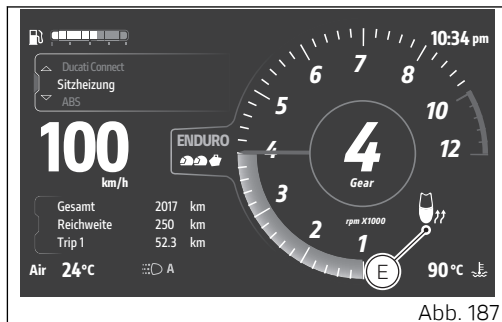 10:34 pm
Ducati Connect
Sitzheizung
ABS
100
km/h
ENDURO
Gesamt 2017 km
Reichweite 250 km
Trip 1 52.3 km
Air 24°C
A
1
2
3
4
5
6
7
8
10
12
rpm X1000
4
Gear
E
90°C
Abb. 187